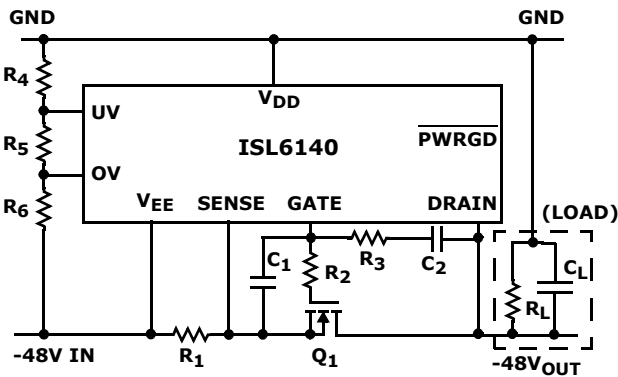 GND
GND
R4
VDD
UV
R5
ISL6140
PWRGD
OV
R6
VEE
SENSE
GATE
DRAIN
(LOAD)
C1
R2
R3
C2
CL
RL
-48V IN
R1
Q1
-48VOUT